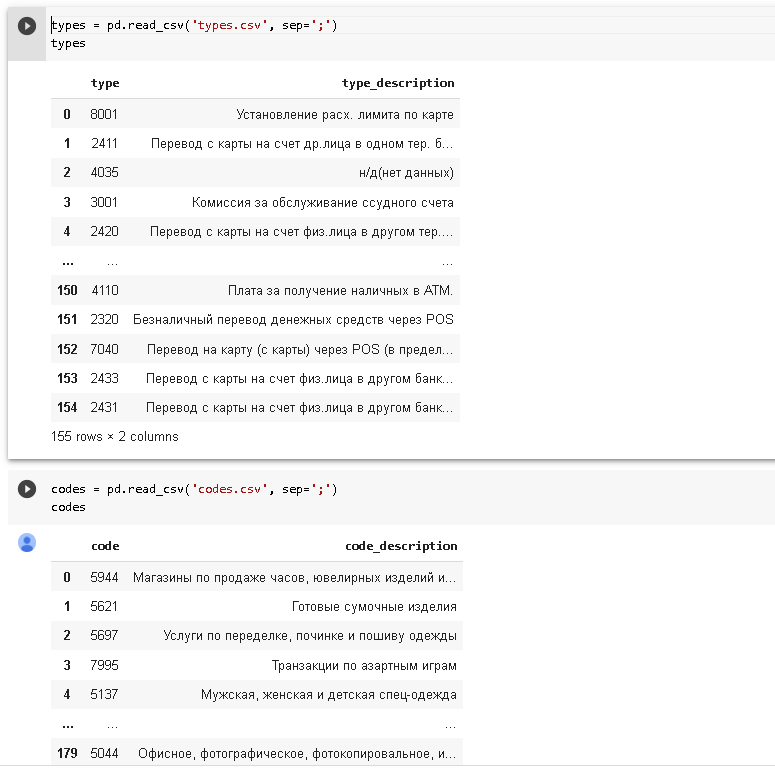 types = pd.read_csv('types.csv', sep=';')
types
type type_description
0 8001 Установление расх. лимита по карте
1 2411 Перевод с карты на счет др.лица в одном тер. б...
2 4035 н/д(нет данных)
3 3001 Комиссия за обслуживание ссудного счета
4 2420 Перевод с карты на счет физ.лица в другом тер....
... ... ...
150 4110 Плата за получение наличных в АТМ.
151 2320 Безналичный перевод денежных средств через POS
152 7040 Перевод на карту (с карты) через POS (в предел...
153 2433 Перевод с карты на счет физ.лица в другом банк...
154 2431 Перевод с карты на счет физ.лица в другом банк...
155 rows × 2 columns
codes = pd.read_csv('codes.csv', sep=';')
codes
code code_description
0 5944 Магазины по продаже часов, ювелирных изделий и...
1 5621 Готовые сумочные изделия
2 5697 Услуги по переделке, починке и пошиву одежды
3 7995 Транзакции по азартным играм
4 5137 Мужская, женская и детская спец-одежда
... ... ...
179 5044 Офисное, фотографическое, фотокопировальное, и...